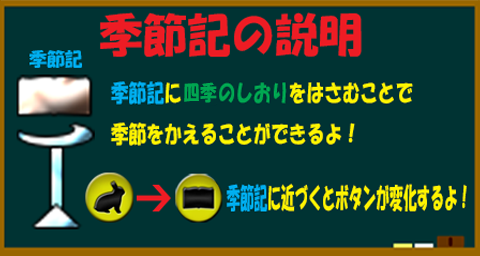 季節記の説明
季節記
季節記に四季のしおりをはさむことで
季節をかえることができるよ！
季節記に近づくとボタンが変化するよ！